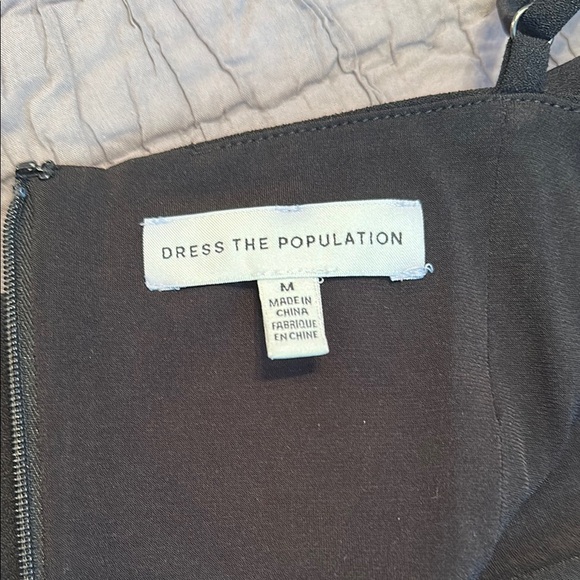 DRESS THE POPULATION
M
MADE IN
CHINA
FABRIQUE
EN CHINE